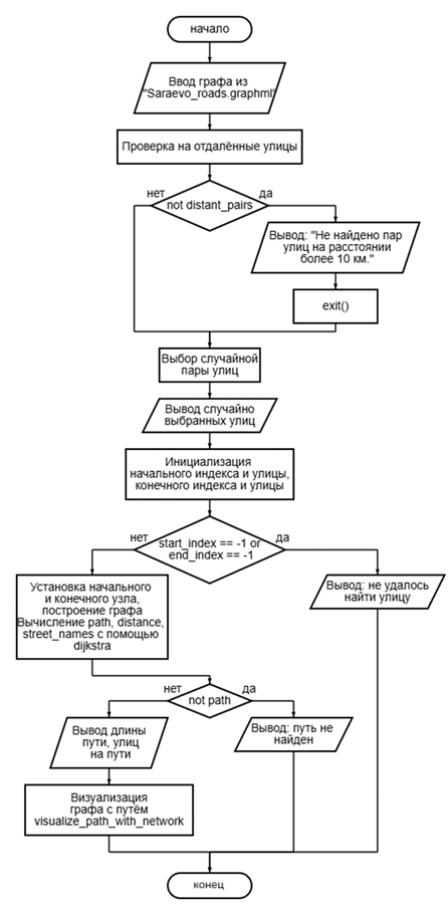 начало
Ввод графа из
"Saraevo_roads.graphml"
Проверка на отдалённые улицы
нет
да
not distant_pairs
Вывод: "Не найдено пар
улиц на расстоянии
более 10 км."
exit()
Выбор случайной
пары улиц
Вывод случайно
выбранных улиц
Инициализация
начального индекса и улицы,
конечного индекса и улицы
нет
да
start_index == -1 or
end_index == -1
Установка начального
и конечного узла,
построение графа
Вычисление path, distance,
street_names с помощью
dijkstra
Вывод: не удалось
найти улицу
нет
да
not path
Вывод длины
пути, улиц
на пути
Вывод: путь не
найден
Визуализация
графа с путём
visualize_path_with_network
конец